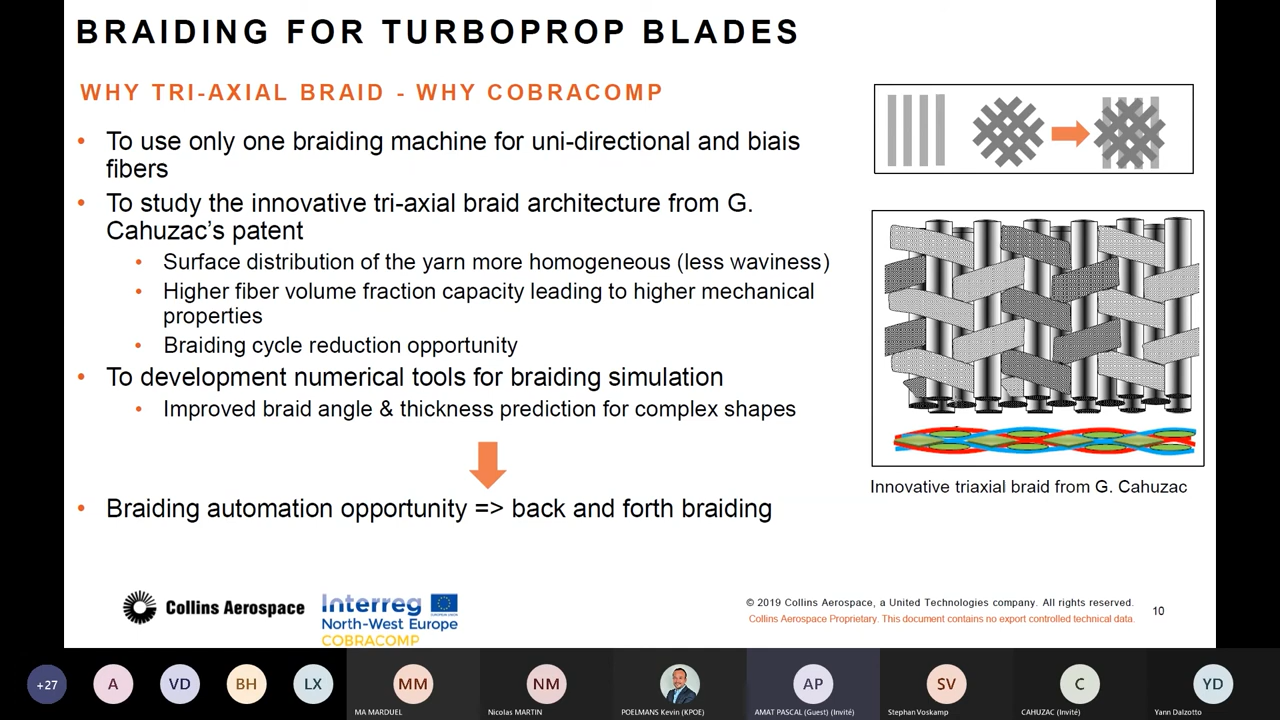 BRAIDING FOR TURBOPROP BLADES
WHY TRI-AXIAL BRAID - WHY COBRACOMP
• To use only one braiding machine for uni-directional and biais
fibers
• To study the innovative tri-axial braid architecture from G.
Cahuzac's patent
• Surface distribution of the yarn more homogeneous (less waviness)
• Higher fiber volume fraction capacity leading to higher mechanical
properties
• Braiding cycle reduction opportunity
• To development numerical tools for braiding simulation
• Improved braid angle & thickness prediction for complex shapes
• Braiding automation opportunity => back and forth braiding
Innovative triaxial braid from G. Cahuzac
Collins Aerospace
Interreg
North-West Europe
COBRACOMP
© 2019 Collins Aerospace, a United Technologies company. All rights reserved.
Collins Aerospace Proprietary. This document contains no export controlled technical data.
10
+27
A
VD
BH
LX
MM
MA MARDUEL
NM
Nicolas MARTIN
POELMANS Kevin (KPOE)
AP
AMAT PASCAL (Guest) (Invité)
SV
Stephan Voskamp
C
CAHUZAC (Invité)
YD
Yann Dalzotto